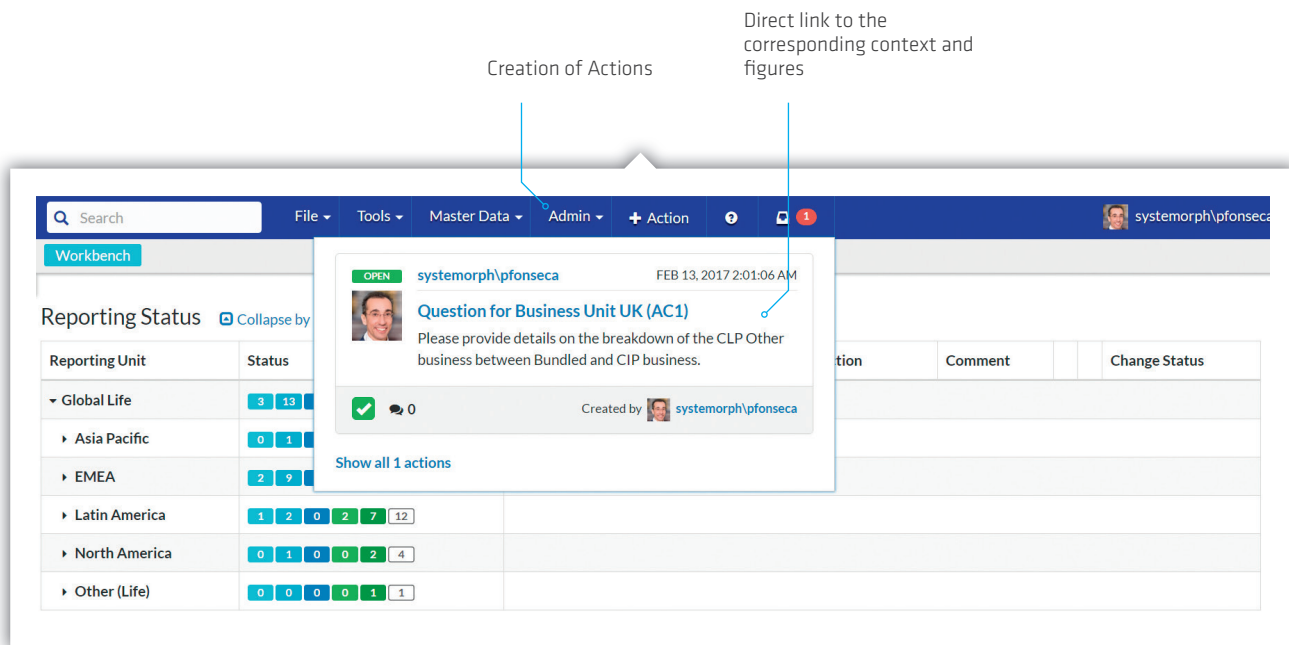 Direct link to the
corresponding context and
figures
Creation of Actions
Search
File
Tools
Master Data
Admin
+ Action
?
1
systemorph\pfonseca
Workbench
OPEN
systemorph\pfonseca
FEB 13, 2017 2:01:06 AM
Question for Business Unit UK (AC1)
Please provide details on the breakdown of the CLP Other
business between Bundled and CIP business.
0
Created by systemorph\pfonseca
Show all 1 actions
Reporting Status Collapse by
Reporting Unit Status tion Comment Change Status
Global Life 3 13
Asia Pacific 0 1
EMEA 2 9
Latin America 1 2 0 2 7 12
North America 0 1 0 0 2 4
Other (Life) 0 0 0 0 1 1